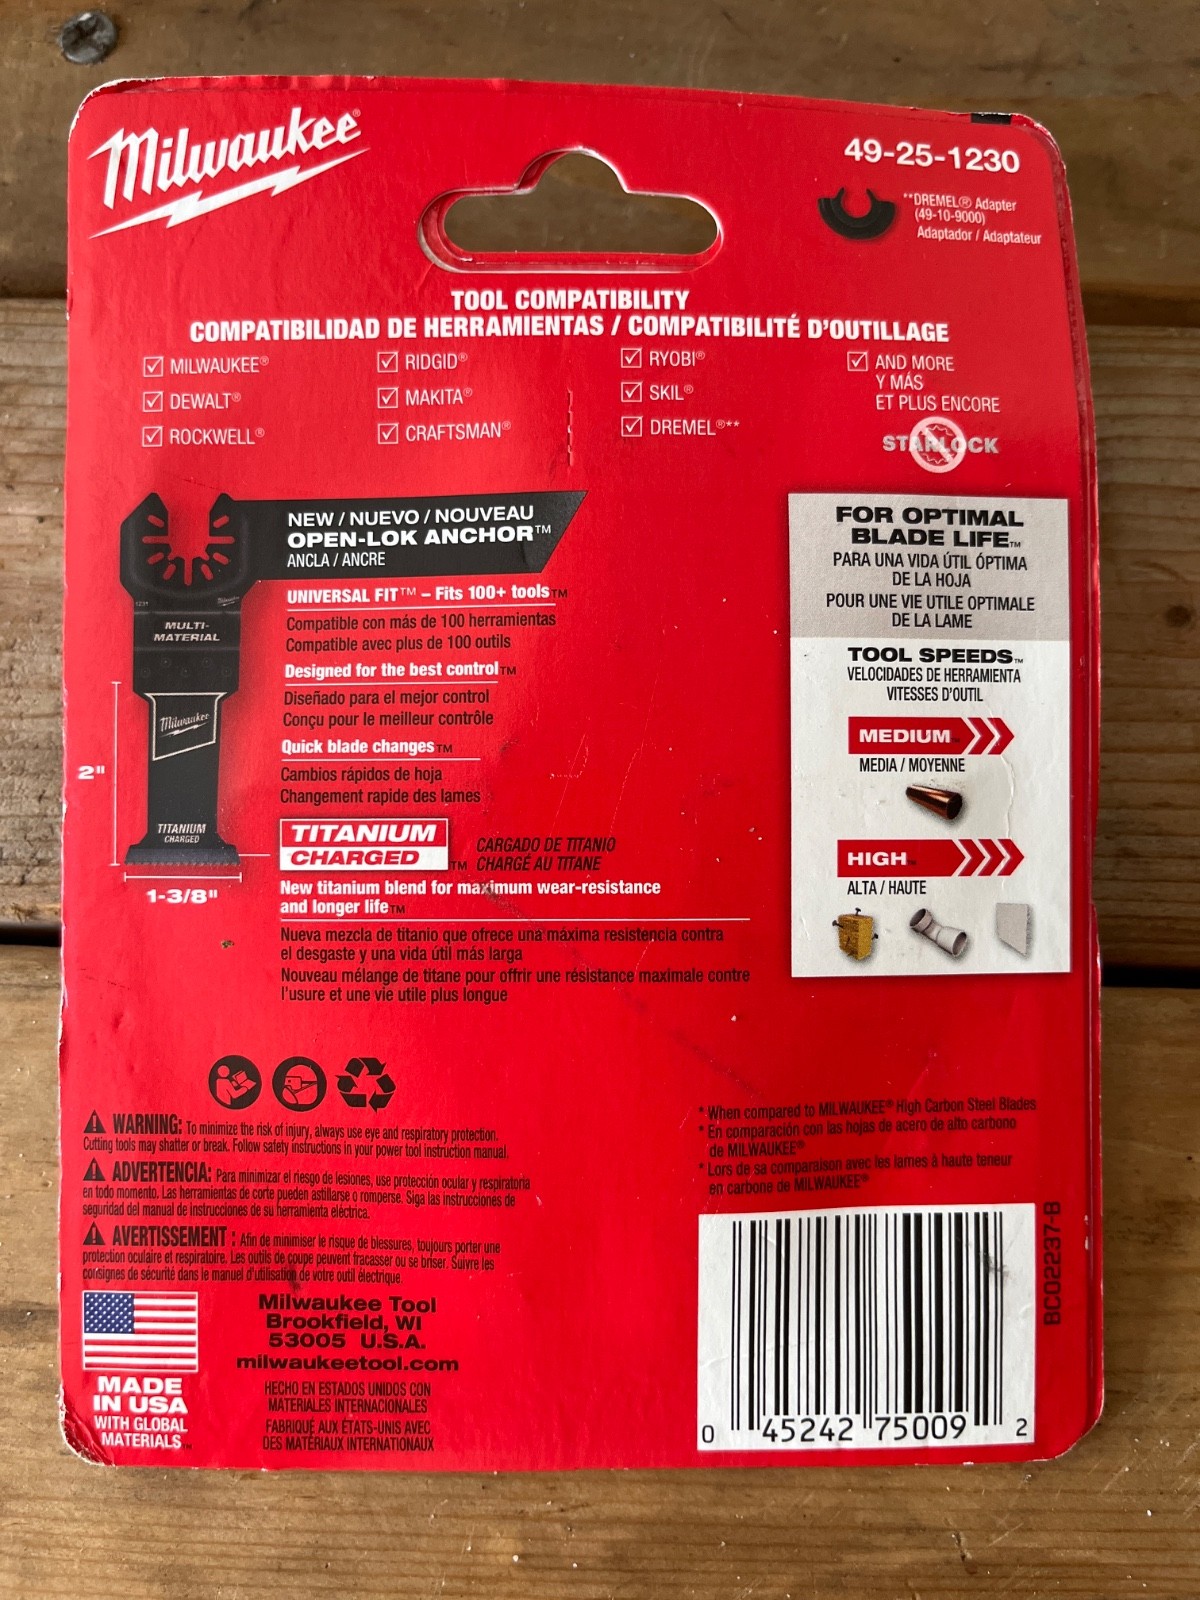 Milwaukee®
49-25-1230
**DREMEL® Adapter
(49-10-9000)
Adaptador / Adaptateur
TOOL COMPATIBILITY
COMPATIBILIDAD DE HERRAMIENTAS / COMPATIBILITÉ D'OUTILLAGE
MILWAUKEE®
DEWALT®
ROCKWELL®
RIDGID®
MAKITA®
CRAFTSMAN®
RYOBI®
SKIL®
DREMEL®**
AND MORE
Y MÁS
ET PLUS ENCORE
STARLOCK
NEW / NUEVO / NOUVEAU
OPEN-LOK ANCHOR™
ANCLA / ANCRE
UNIVERSAL FIT™ – Fits 100+ tools™
Compatible con más de 100 herramientas
Compatible avec plus de 100 outils
Designed for the best control™
Diseñado para el mejor control
Conçu pour le meilleur contrôle
Quick blade changes™
Cambios rápidos de hoja
Changement rapide des lames
TITANIUM
CHARGED™
CARGADO DE TITANIO
CHARGÉ AU TITANE
New titanium blend for maximum wear-resistance
and longer life™
Nueva mezcla de titanio que ofrece una máxima resistencia contra
el desgaste y una vida útil más larga
Nouveau mélange de titane pour offrir une résistance maximale contre
l'usure et une vie utile plus longue
MULTI-
MATERIAL
Milwaukee
TITANIUM
CHARGED
2"
1-3/8"
FOR OPTIMAL
BLADE LIFE™
PARA UNA VIDA ÚTIL ÓPTIMA
DE LA HOJA
POUR UNE VIE UTILE OPTIMALE
DE LA LAME
TOOL SPEEDS™
VELOCIDADES DE HERRAMIENTA
VITESSES D'OUTIL
MEDIUM™
MEDIA / MOYENNE
HIGH™
ALTA / HAUTE
WARNING: To minimize the risk of injury, always use eye and respiratory protection.
Cutting tools may shatter or break. Follow safety instructions in your power tool instruction manual.
ADVERTENCIA: Para minimizar el riesgo de lesiones, use protección ocular y respiratoria
en todo momento. Las herramientas de corte pueden astillarse o romperse. Siga las instrucciones de
seguridad del manual de instrucciones de su herramienta eléctrica.
AVERTISSEMENT : Afin de minimiser le risque de blessures, toujours porter une
protection oculaire et respiratoire. Les outils de coupe peuvent fracasser ou se briser. Suivre les
consignes de sécurité dans le manuel d'utilisation de votre outil électrique.
* When compared to MILWAUKEE® High Carbon Steel Blades
* En comparación con las hojas de acero de alto carbono
de MILWAUKEE®
* Lors de sa comparaison avec les lames à haute teneur
en carbone de MILWAUKEE®
MADE
IN USA
WITH GLOBAL
MATERIALS™
Milwaukee Tool
Brookfield, WI
53005 U.S.A.
milwaukeetool.com
HECHO EN ESTADOS UNIDOS CON
MATERIALES INTERNACIONALES
FABRIQUÉ AUX ÉTATS-UNIS AVEC
DES MATÉRIAUX INTERNATIONAUX
0 45242 75009 2
BC02237-B